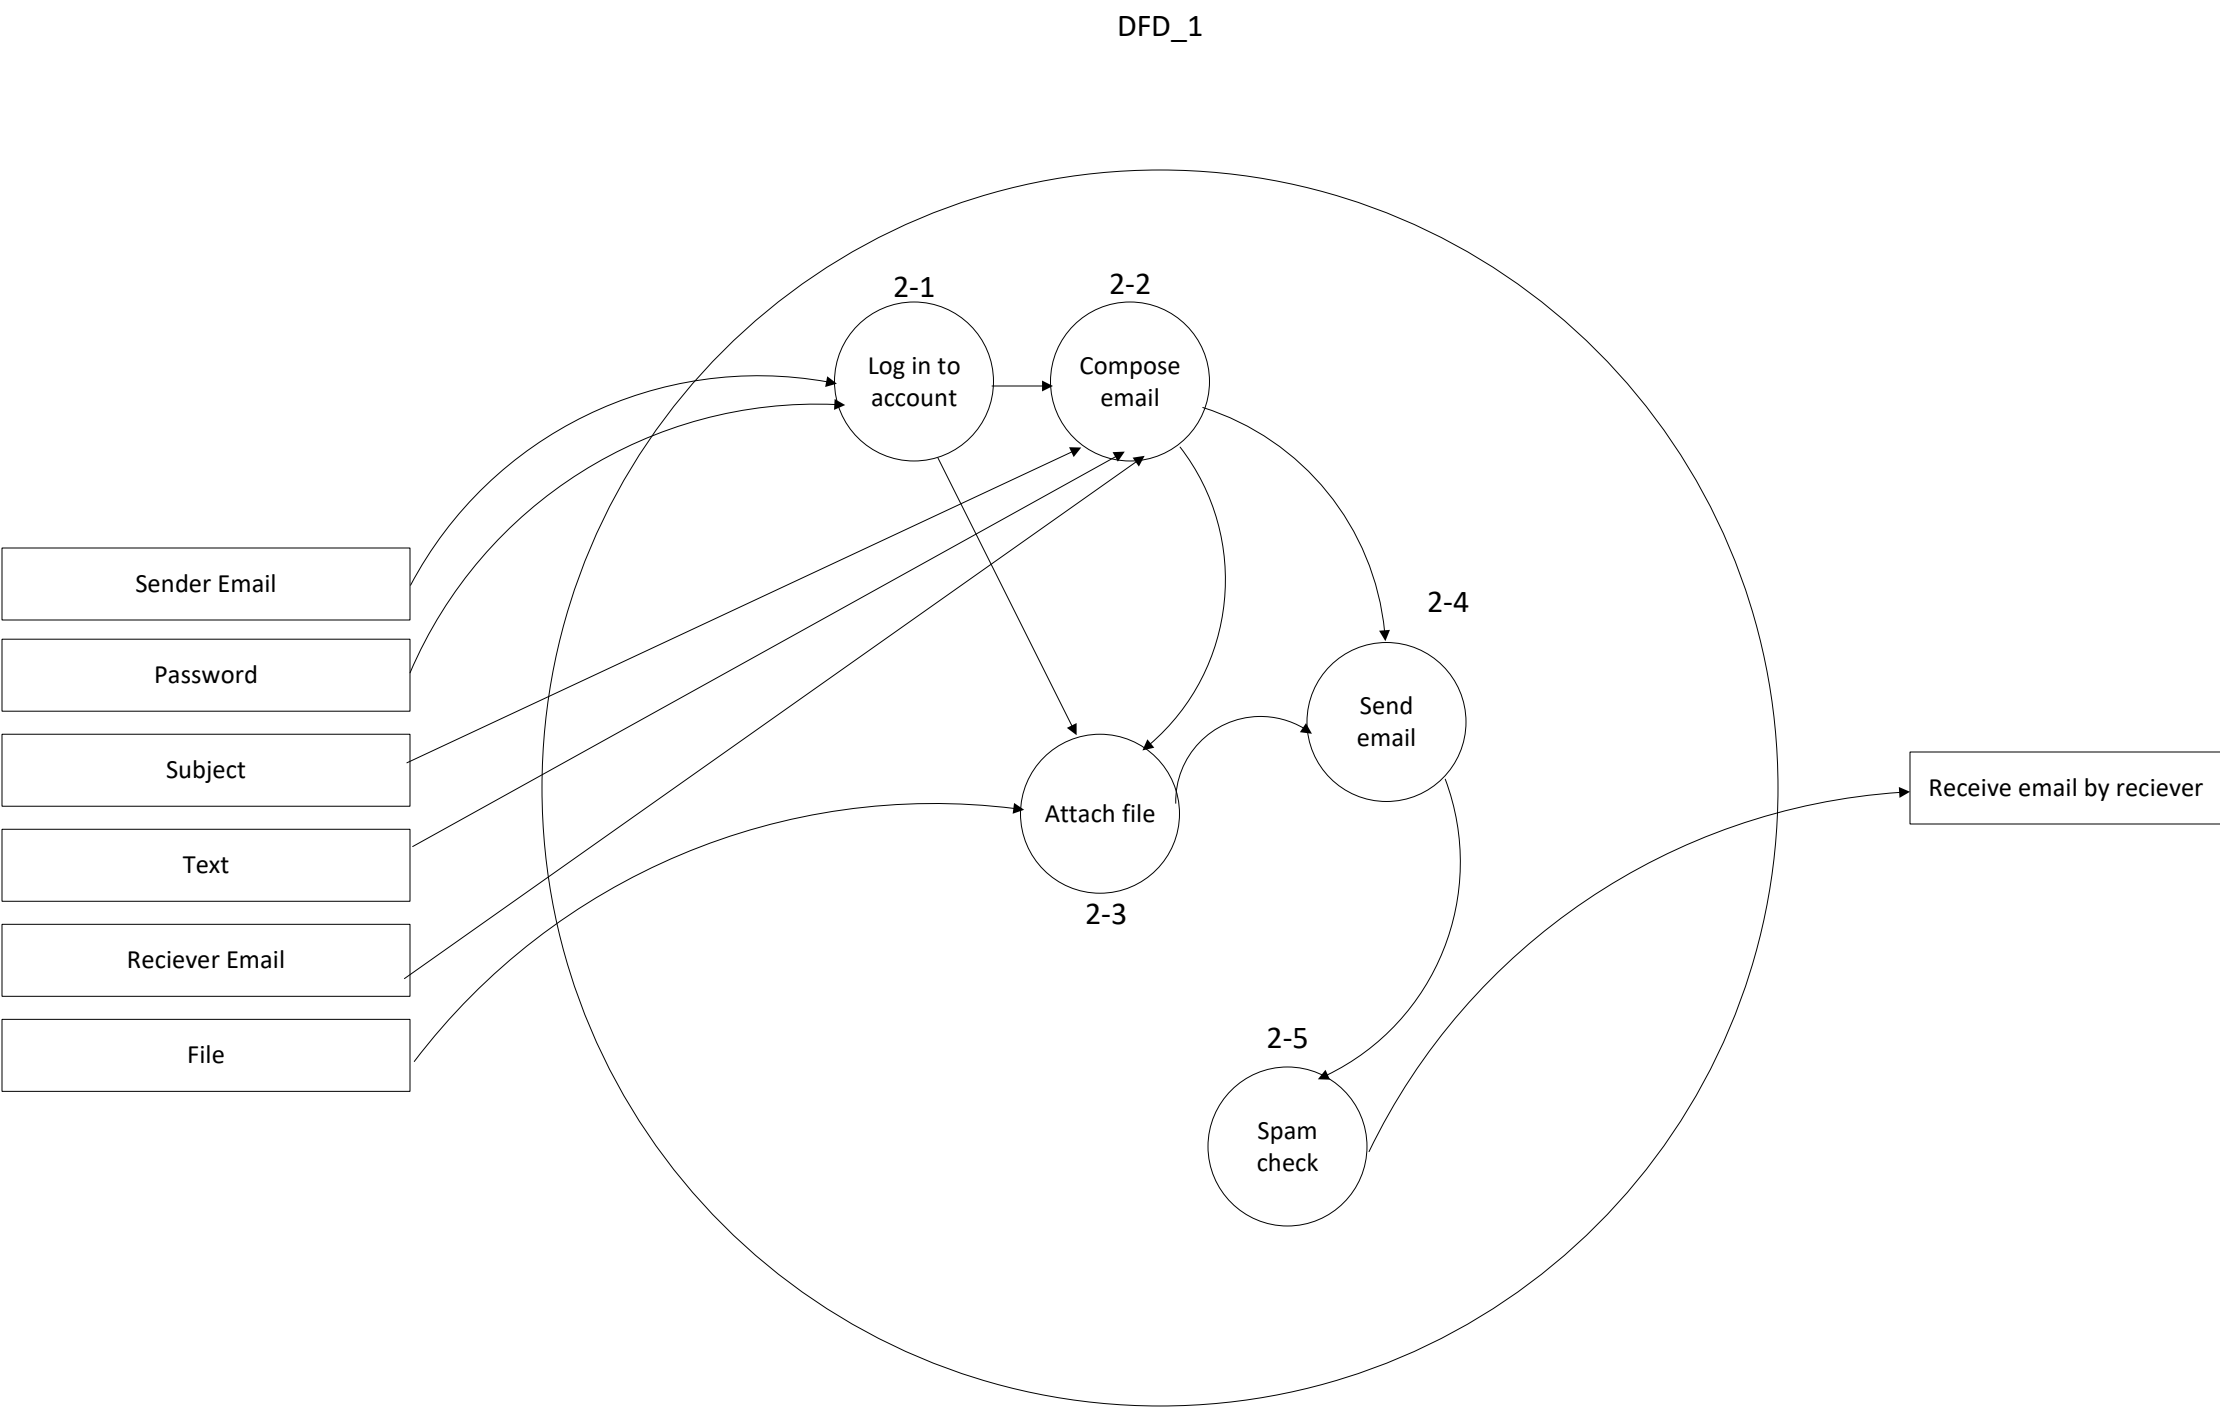 DFD_1
2-1
2-2
Log in to
account
Compose
email
Sender Email
Password
Subject
Text
Reciever Email
File
2-4
Send
email
Attach file
2-3
Receive email by reciever
2-5
Spam
check